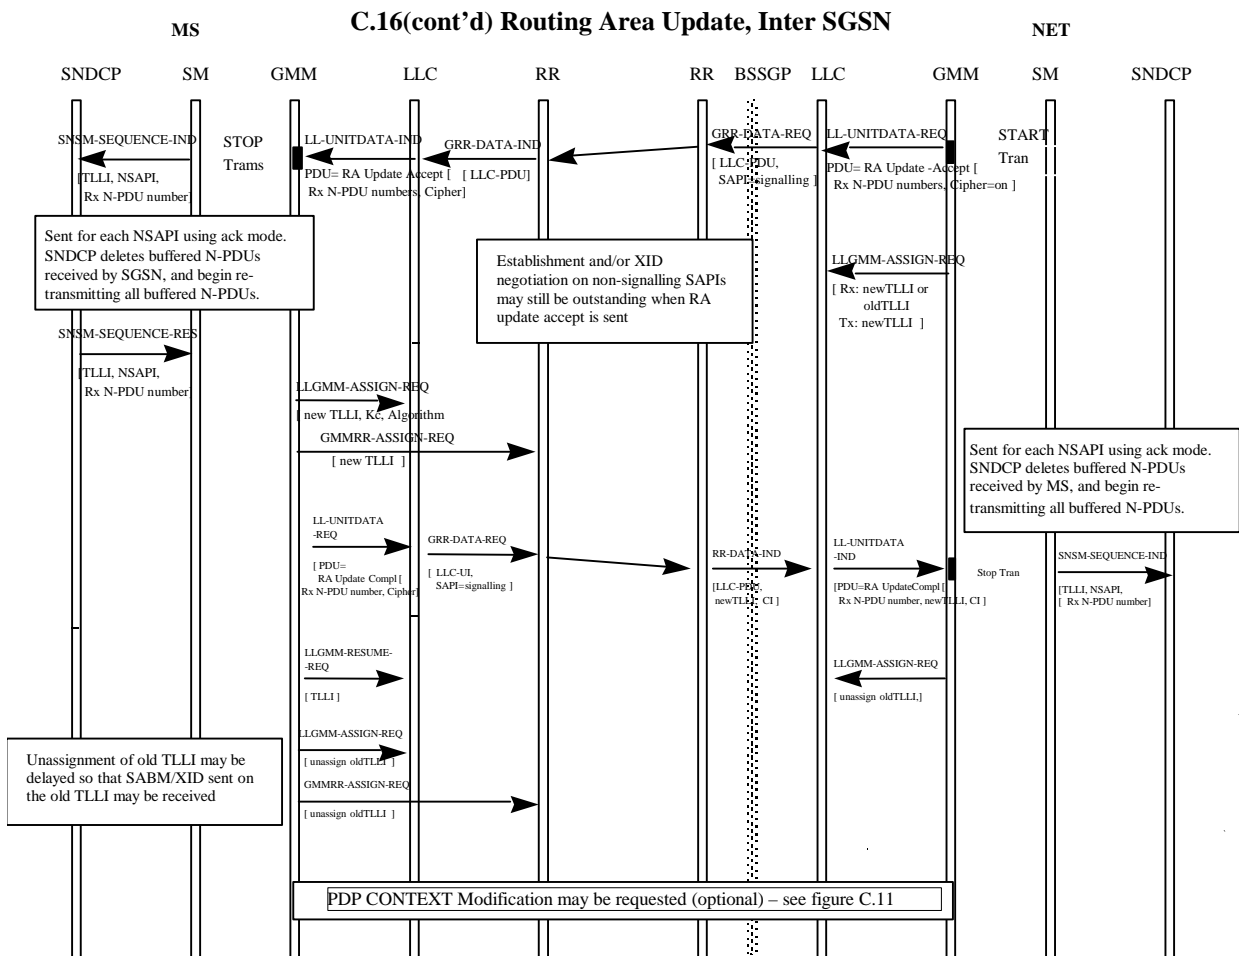 C.16(cont’d) Routing Area Update, Inter SGSN
MS
NET
SNDCP SM GMM LLC RR RR BSSGP LLC GMM SM SNDCP
SNSM-SEQUENCE-IND
[TLLI, NSAPI,
Rx N-PDU number]
STOP
Trams
LL-UNITDATA-IND
PDU= RA Update Accept [
Rx N-PDU numbers, Cipher]
GRR-DATA-IND
[ LLC-PDU]
GRR-DATA-REQ
[ LLC-PDU,
SAPI=signalling ]
LL-UNITDATA-REQ
PDU= RA Update -Accept [
Rx N-PDU numbers, Cipher=on ]
START
Tran
Sent for each NSAPI using ack mode.
SNDCP deletes buffered N-PDUs
received by SGSN, and begin re-
transmitting all buffered N-PDUs.
Establishment and/or XID
negotiation on non-signalling SAPIs
may still be outstanding when RA
update accept is sent
LLGMM-ASSIGN-REQ
[ Rx: newTLLI or
oldTLLI
Tx: newTLLI ]
SNSM-SEQUENCE-RES
[TLLI, NSAPI,
Rx N-PDU number]
LLGMM-ASSIGN-REQ
[ new TLLI, Kc, Algorithm
GMMRR-ASSIGN-REQ
[ new TLLI ]
Sent for each NSAPI using ack mode.
SNDCP deletes buffered N-PDUs
received by MS, and begin re-
transmitting all buffered N-PDUs.
LL-UNITDATA
-REQ
[ PDU=
RA Update Compl [
Rx N-PDU number, Cipher]
GRR-DATA-REQ
[ LLC-UI,
SAPI=signalling ]
RR-DATA-IND
[LLC-PDU,
newTLLI, CI ]
LL-UNITDATA
-IND
[PDU=RA UpdateCompl [
Rx N-PDU number, newTLLI, CI ]
Stop Tran
SNSM-SEQUENCE-IND
[TLLI, NSAPI,
[ Rx N-PDU number]
LLGMM-RESUME-
-REQ
[ TLLI ]
LLGMM-ASSIGN-REQ
[ unassign oldTLLI,]
LLGMM-ASSIGN-REQ
[ unassign oldTLLI ]
GMMRR-ASSIGN-REQ
[ unassign oldTLLI ]
Unassignment of old TLLI may be
delayed so that SABM/XID sent on
the old TLLI may be received
PDP CONTEXT Modification may be requested (optional) – see figure C.11